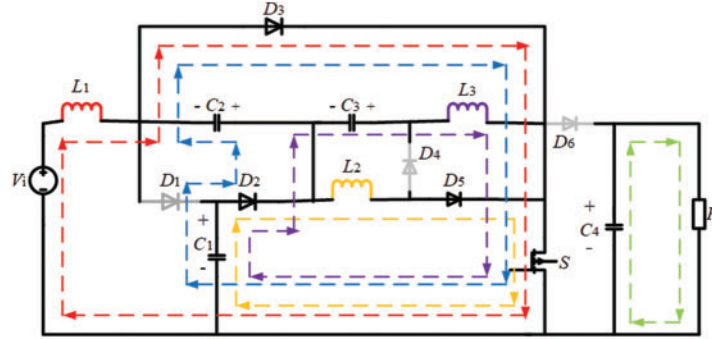 D3
L1
- C2 +
- C3 +
L3
D6
Vi
D1
D2
L2
D4
D5
+
C1
-
S
+
C4
-